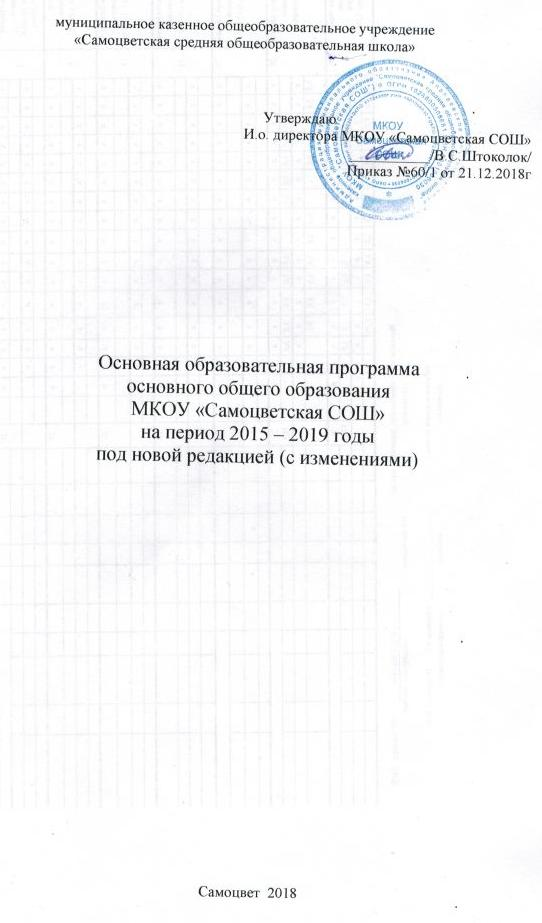 муниципальное казенное общеобразовательное учреждение
«Самоцветская средняя общеобразовательная школа»
Утверждаю
И.о. директора МКОУ «Самоцветская СОШ»
/В.С.Штоколок/
Приказ №60/1 от 21.12.2018г
МКОУ
Основная образовательная программа
основного общего образования
МКОУ «Самоцветская СОШ»
на период 2015 – 2019 годы
под новой редакцией (с изменениями)
Самоцвет 2018